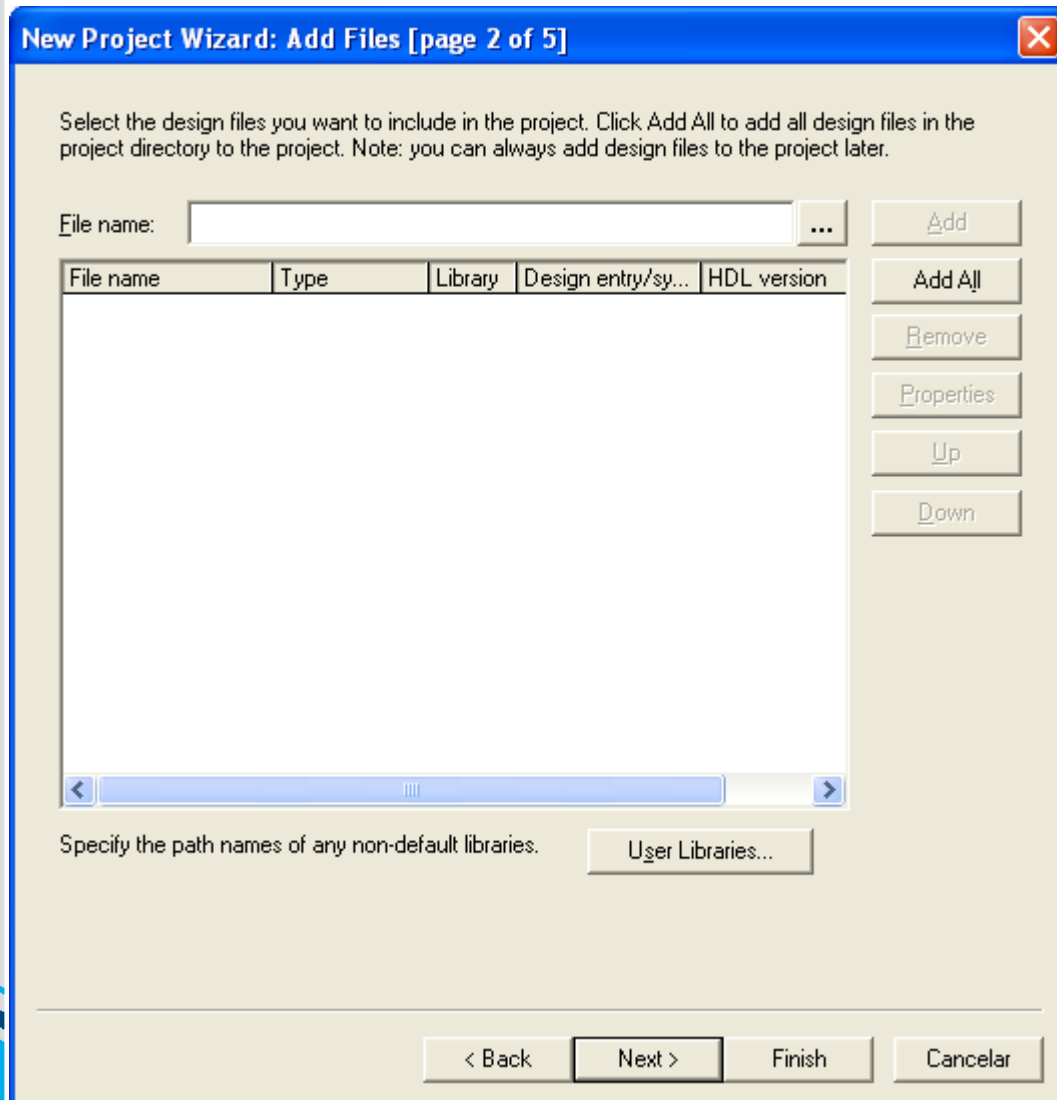 New Project Wizard: Add Files [page 2 of 5]
Select the design files you want to include in the project. Click Add All to add all design files in the
project directory to the project. Note: you can always add design files to the project later.
File name:
...
Add
File name Type Library Design entry/sy... HDL version
Add All
Remove
Properties
Up
Down
Specify the path names of any non-default libraries.
User Libraries...
< Back Next > Finish Cancelar